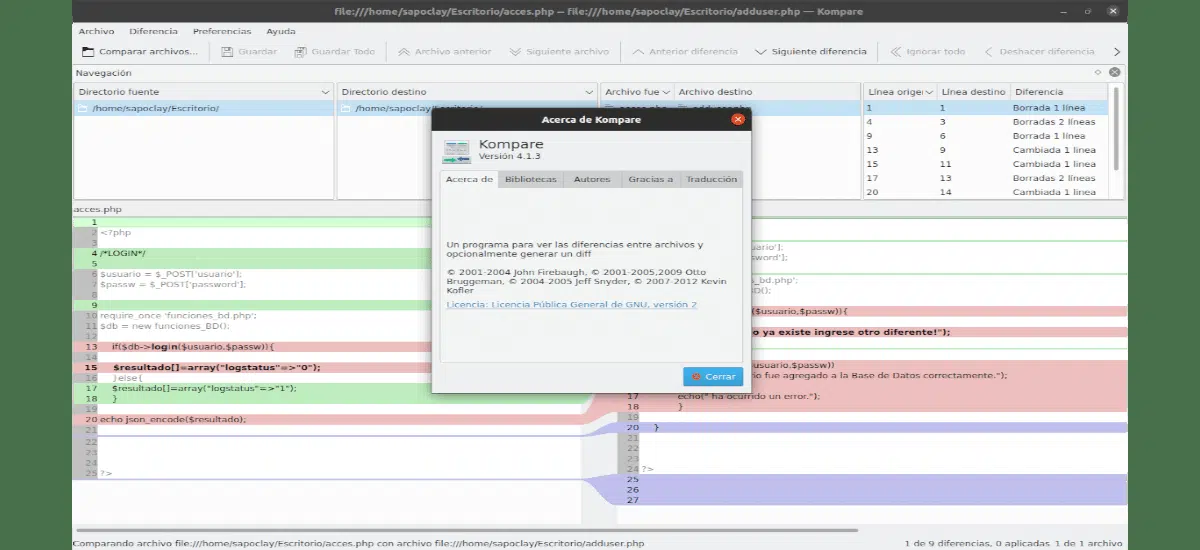 file:///home/sapoclay/Escritorio/acces.php -- file:///home/sapoclay/Escritorio/adduser.php — Kompare
Archivo Diferencia Preferencias Ayuda
Comparar archivos... Guardar Guardar Todo Archivo anterior Siguiente archivo Anterior diferencia Siguiente diferencia Ignorar todo Deshacer diferencia
Navegación
Directorio fuente Directorio destino Archivo fue Archivo destino Línea orige Línea destino Diferencia
/home/sapoclay/Escritorio/ /home/sapoclay/Escritorio/ 1 1 Borrada 1 línea
4 3 Borradas 2 líneas
9 6 Borrada 1 línea
13 9 Cambiada 1 línea
15 11 Cambiada 1 línea
17 13 Borradas 2 líneas
20 14 Cambiada 1 línea
Acerca de Kompare
Kompare
Versión 4.1.3
Acerca de Bibliotecas Autores Gracias a Traducción
Un programa para ver las diferencias entre archivos y
opcionalmente generar un diff
© 2001-2004 John Firebaugh, © 2001-2005,2009 Otto
Bruggeman, © 2004-2005 Jeff Snyder, © 2007-2012 Kevin
Kofler
Licencia: Licencia Pública General de GNU, versión 2
Cerrar
acces.php
1
2 <?php
3
4 /*LOGIN*/
5
6 $usuario = $_POST['usuario'];
7 $passw = $_POST['password'];
8
9
10 require_once 'funciones_bd.php';
11 $db = new funciones_BD();
12
13 if($db->login($usuario,$passw)){
14
15 $resultado[]=array("logstatus"=>"0");
16 }else{
17 $resultado[]=array("logstatus"=>"1");
18 }
19
20 echo json_encode($resultado);
21
22
23
24
25 ?>
uario'];
sword'];
s_bd.php';
BD();
($usuario,$passw)){
o ya existe ingrese otro diferente!");
usuario,$passw))
io fue agregado a la Base de Datos correctamente.");
17 echo(" ha ocurrido un error.");
18 }
19
20 }
21
22
23
24 ?>
25
26
27
Comparando archivo file:///home/sapoclay/Escritorio/acces.php con archivo file:///home/sapoclay/Escritorio/adduser.php 1 de 9 diferencias, 0 aplicadas 1 de 1 archivo